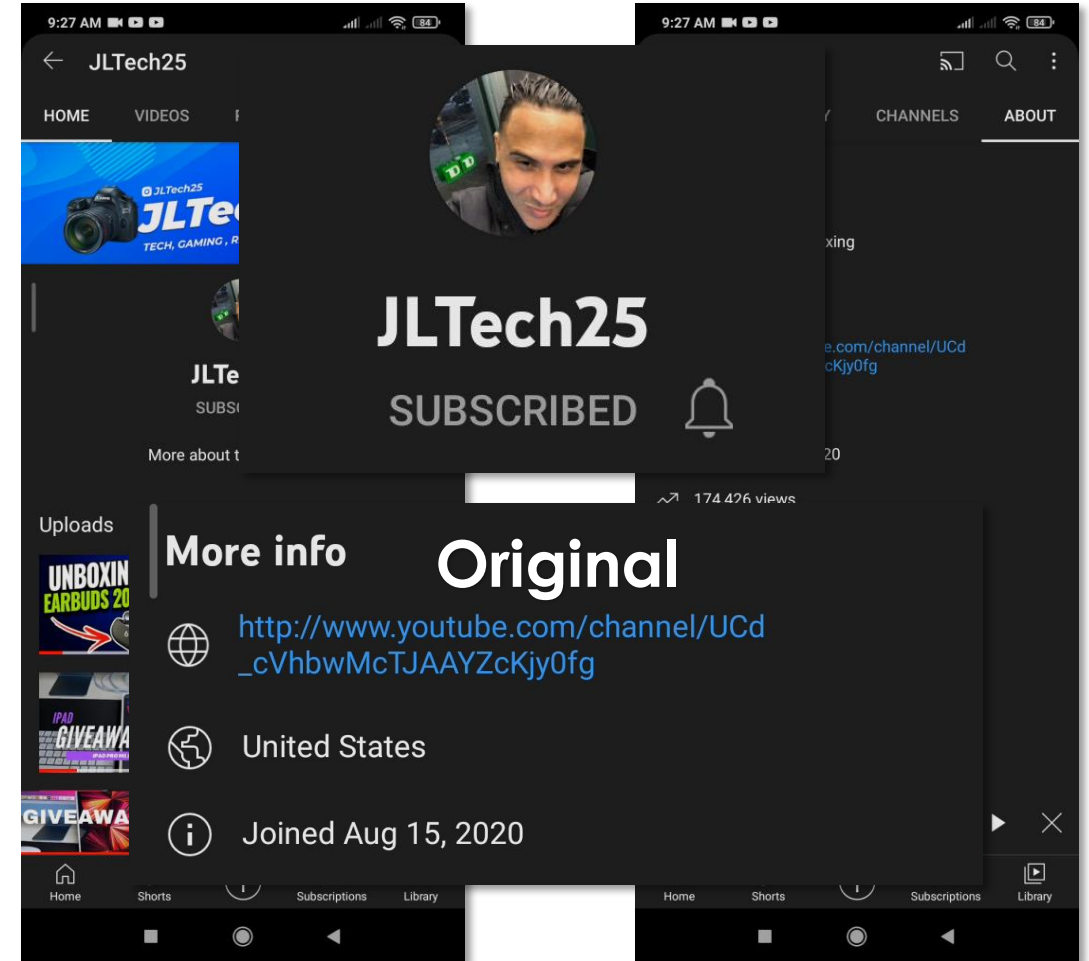 9:27 AM
84
9:27 AM
84
JLTech25
HOME
VIDEOS
CHANNELS
ABOUT
JLTech25
TECH, GAMING,
JLTech25
SUBSCRIBED
xing
e.com/channel/UCd
cKjy0fg
20
More about
174,426 views
Uploads
More info
Original
http://www.youtube.com/channel/UCd
_cVhbwMcTJAAYZcKjy0fg
United States
Joined Aug 15, 2020
UNBOXIN
EARBUDS 20
IPAD
GIVEAWA
GIVEAWA
Home
Shorts
Subscriptions
Library
Home
Shorts
Subscriptions
Library